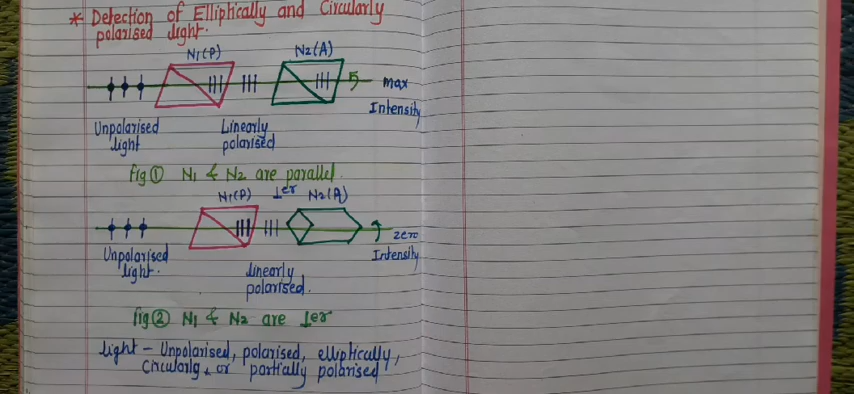 * Detection of Elliptically and Circularly
polarised light.
N1(P)
N2(A)
max
Intensity
Unpolarised
light
Linearly
polarised
fig ① N1 & N2 are parallel.
N1(P) ⊥er N2(A)
zero
Intensity
Unpolarised
light.
linearly
polarised.
fig ② N1 & N2 are ⊥er
light - Unpolarised, polarised, elliptically,
Circularly, or partially polarised